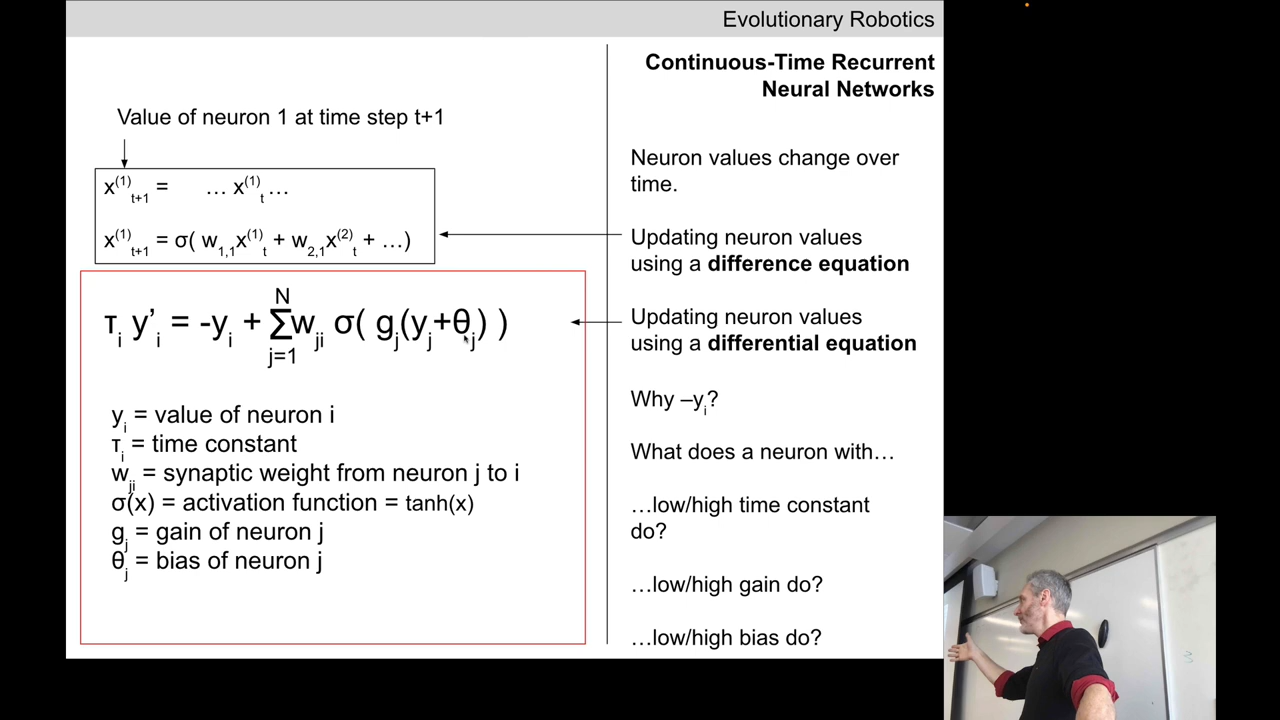 Evolutionary Robotics
Continuous-Time Recurrent
Neural Networks
Value of neuron 1 at time step t+1
x⁽¹⁾ₜ₊₁ = … x⁽¹⁾ₜ …
x⁽¹⁾ₜ₊₁ = σ( w₁,₁x⁽¹⁾ₜ + w₂,₁x⁽²⁾ₜ + …)
N
τᵢ y’ᵢ = -yᵢ + Σwⱼᵢ σ( gⱼ(yⱼ+θⱼ) )
j=1
yᵢ = value of neuron i
τᵢ = time constant
wⱼᵢ = synaptic weight from neuron j to i
σ(x) = activation function = tanh(x)
gⱼ = gain of neuron j
θⱼ = bias of neuron j
Neuron values change over
time.
Updating neuron values
using a difference equation
Updating neuron values
using a differential equation
Why –yᵢ?
What does a neuron with…
…low/high time constant
do?
…low/high gain do?
…low/high bias do?